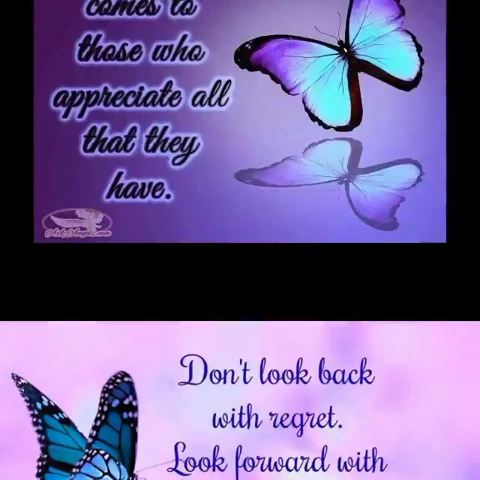 comes to
those who
appreciate all
that they
have.
Don't look back
with regret.
Look forward with